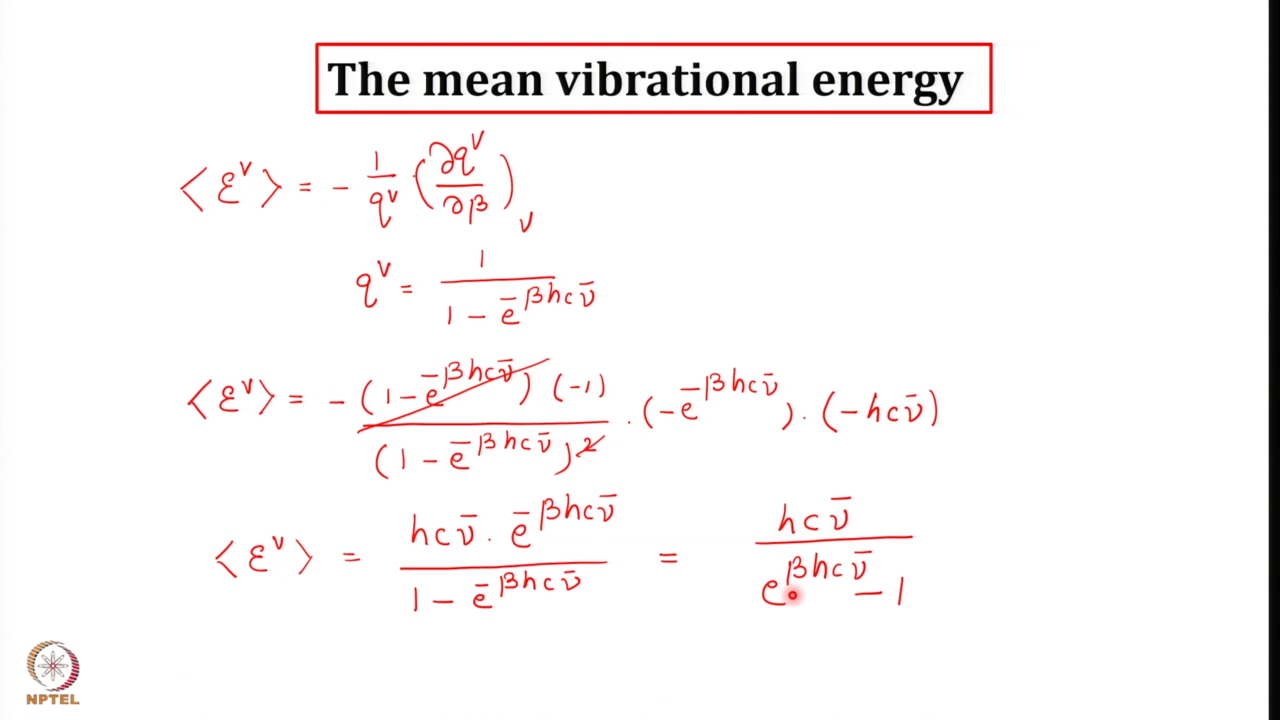 The mean vibrational energy
⟨ε^V⟩ = - 1/q^V (∂q^V/∂β)_V
q^V = 1/(1 - e^{-βhcν̄})
⟨ε^V⟩ = - (1 - e^{-βhcν̄}) (-1)/(1 - e^{-βhcν̄})^2 · (-e^{-βhcν̄}) · (-hcν̄)
⟨ε^V⟩ = hcν̄ · e^{-βhcν̄}/(1 - e^{-βhcν̄}) = hcν̄/(e^{βhcν̄} - 1)
NPTEL